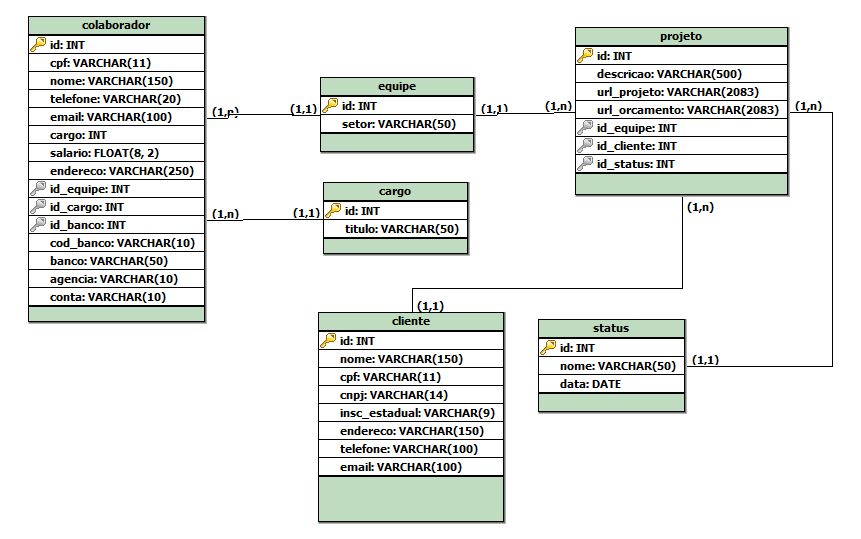 colaborador
id: INT
cpf: VARCHAR(11)
nome: VARCHAR(150)
telefone: VARCHAR(20)
email: VARCHAR(100)
cargo: INT
salario: FLOAT(8, 2)
endereco: VARCHAR(250)
id_equipe: INT
id_cargo: INT
id_banco: INT
cod_banco: VARCHAR(10)
banco: VARCHAR(50)
agencia: VARCHAR(10)
conta: VARCHAR(10)
(1,n)
(1,1)
equipe
id: INT
setor: VARCHAR(50)
(1,1)
(1,n)
projeto
id: INT
descricao: VARCHAR(500)
url_projeto: VARCHAR(2083)
url_orcamento: VARCHAR(2083)
id_equipe: INT
id_cliente: INT
id_status: INT
(1,n)
(1,n)
(1,n)
(1,1)
cargo
id: INT
titulo: VARCHAR(50)
(1,1)
cliente
id: INT
nome: VARCHAR(150)
cpf: VARCHAR(11)
cnpj: VARCHAR(14)
insc_estadual: VARCHAR(9)
endereco: VARCHAR(150)
telefone: VARCHAR(100)
email: VARCHAR(100)
status
id: INT
nome: VARCHAR(50)
data: DATE
(1,1)